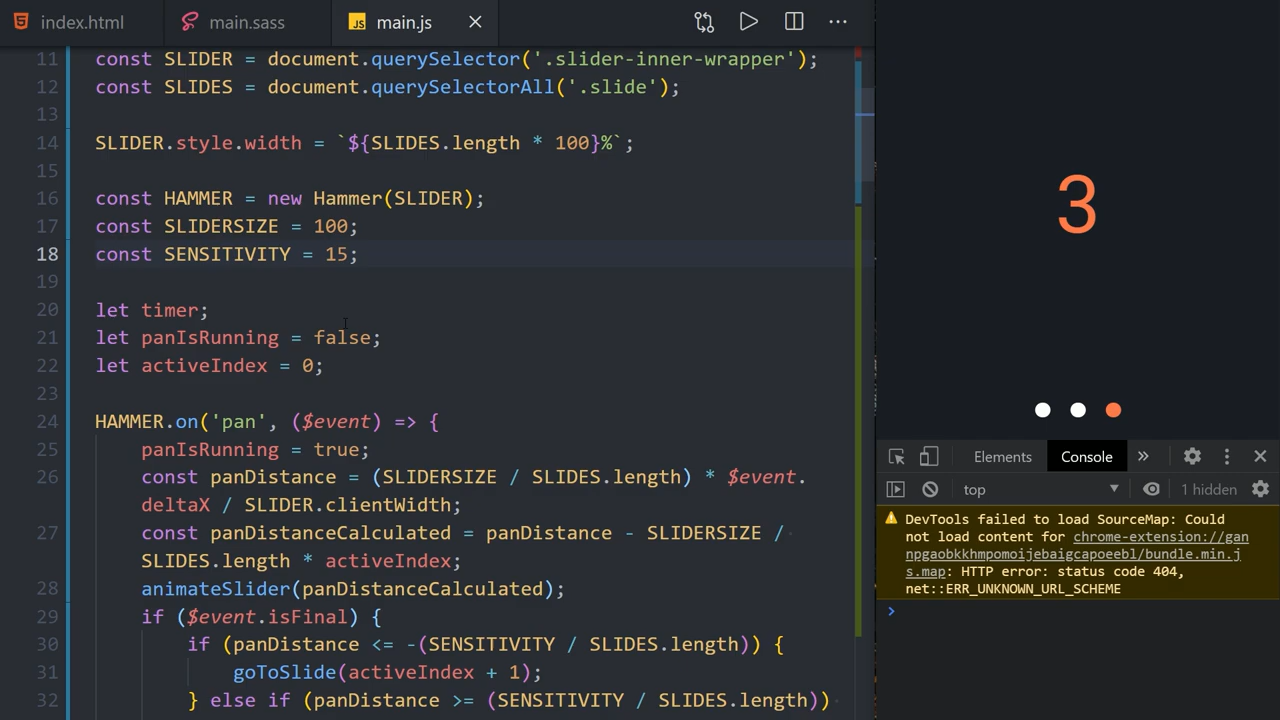 index.html
main.sass
JS main.js
11 const SLIDER = document.querySelector('.slider-inner-wrapper');
12 const SLIDES = document.querySelectorAll('.slide');
13
14 SLIDER.style.width = `${SLIDES.length * 100}%`;
15
16 const HAMMER = new Hammer(SLIDER);
17 const SLIDERSIZE = 100;
18 const SENSITIVITY = 15;
19
20 let timer;
21 let panIsRunning = false;
22 let activeIndex = 0;
23
24 HAMMER.on('pan', ($event) => {
25 panIsRunning = true;
26 const panDistance = (SLIDERSIZE / SLIDES.length) * $event.
deltaX / SLIDER.clientWidth;
27 const panDistanceCalculated = panDistance - SLIDERSIZE /
SLIDES.length * activeIndex;
28 animateSlider(panDistanceCalculated);
29 if ($event.isFinal) {
30 if (panDistance <= -(SENSITIVITY / SLIDES.length)) {
31 goToSlide(activeIndex + 1);
32 } else if (panDistance >= (SENSITIVITY / SLIDES.length))
3
Elements
Console
top
1 hidden
DevTools failed to load SourceMap: Could
not load content for chrome-extension://gan
npgaobkkhmpomoijebaigcapoeebl/bundle.min.j
s.map: HTTP error: status code 404,
net::ERR_UNKNOWN_URL_SCHEME